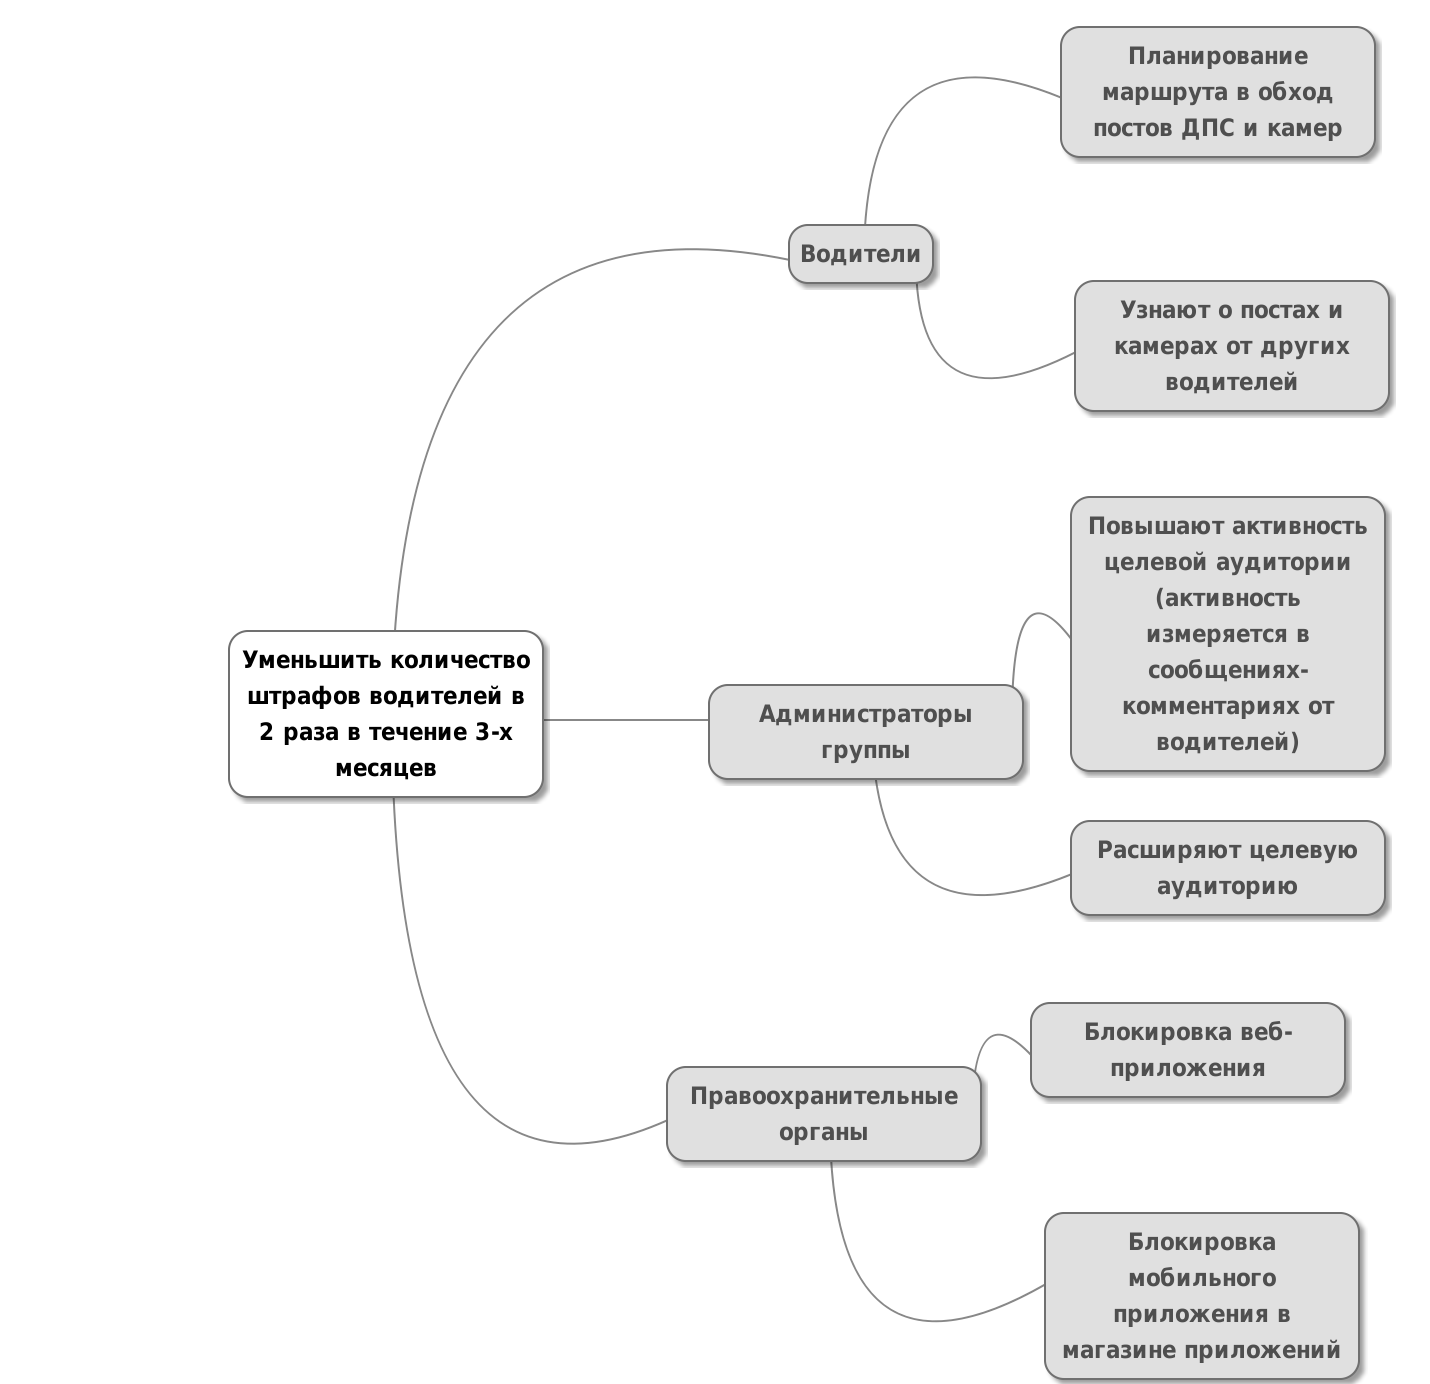 Планирование
маршрута в обход
постов ДПС и камер
Водители
Узнают о постах и
камерах от других
водителей
Повышают активность
целевой аудитории
(активность
измеряется в
сообщениях-
комментариях от
водителей)
Уменьшить количество
штрафов водителей в
2 раза в течение 3-х
месяцев
Администраторы
группы
Расширяют целевую
аудиторию
Блокировка веб-
приложения
Правоохранительные
органы
Блокировка
мобильного
приложения в
магазине приложений